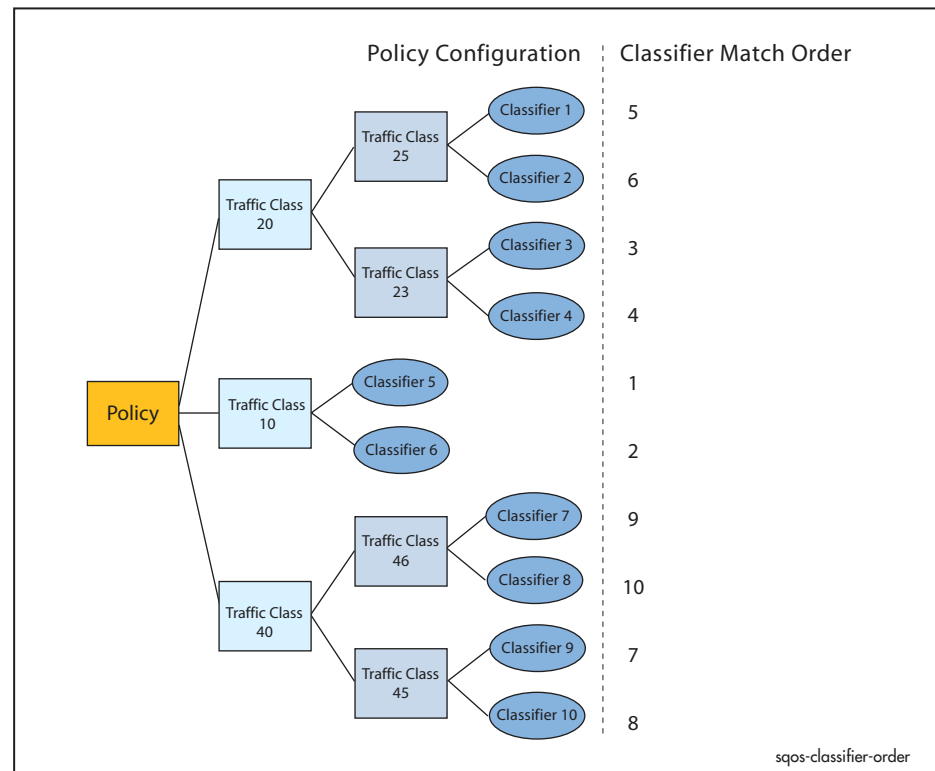 Policy Configuration
Classifier Match Order
Classifier 1
5
Traffic Class
25
Classifier 2
6
Traffic Class
20
Classifier 3
3
Traffic Class
23
Classifier 4
4
Policy
Classifier 5
1
Traffic Class
10
Classifier 6
2
Classifier 7
9
Traffic Class
46
Classifier 8
10
Traffic Class
40
Classifier 9
7
Traffic Class
45
Classifier 10
8
sqos-classifier-order